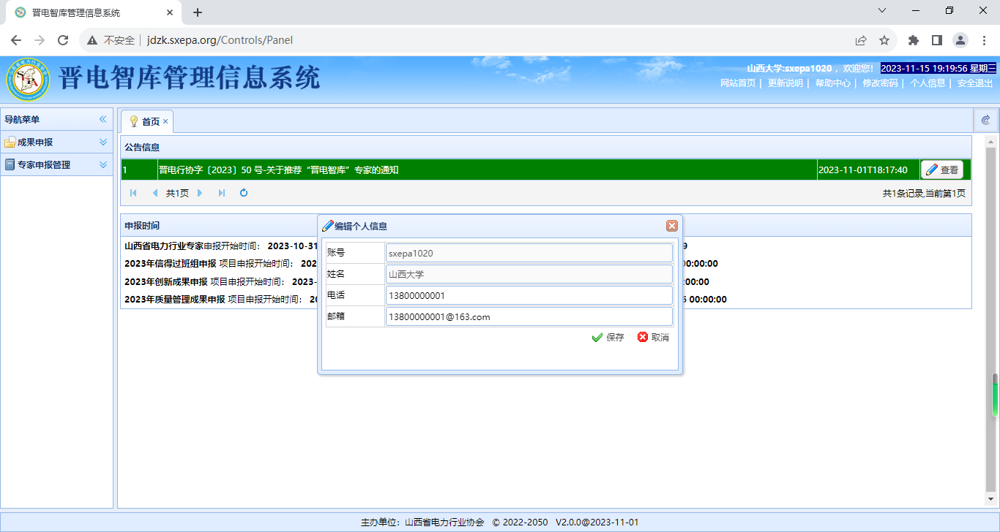 晋电智库管理信息系统
不安全 jdzk.sxepa.org/Controls/Panel
晋电智库管理信息系统
山西大学:sxepa1020 ，欢迎您！ 2023-11-15 19:19:56 星期三
网站首页 | 更新说明 | 帮助中心 | 修改密码 | 个人信息 | 安全退出
导航菜单
成果申报
专家申报管理
首页
公告信息
1 晋电行协字〔2023〕50 号-关于推荐“晋电智库”专家的通知 2023-11-01T18:17:40 查看
共1页 共1条记录,当前第1页
申报时间
山西省电力行业专家申报开始时间： 2023-10-31 9
2023年信得过班组申报 项目申报开始时间： 202 00:00:00
2023年创新成果申报 项目申报开始时间： 2023- :00:00
2023年质量管理成果申报 项目申报开始时间： 20 00:00:00
编辑个人信息
账号 sxepa1020
姓名 山西大学
电话 13800000001
邮箱 13800000001@163.com
保存 取消
主办单位：山西省电力行业协会 © 2022-2050 V2.0.0@2023-11-01